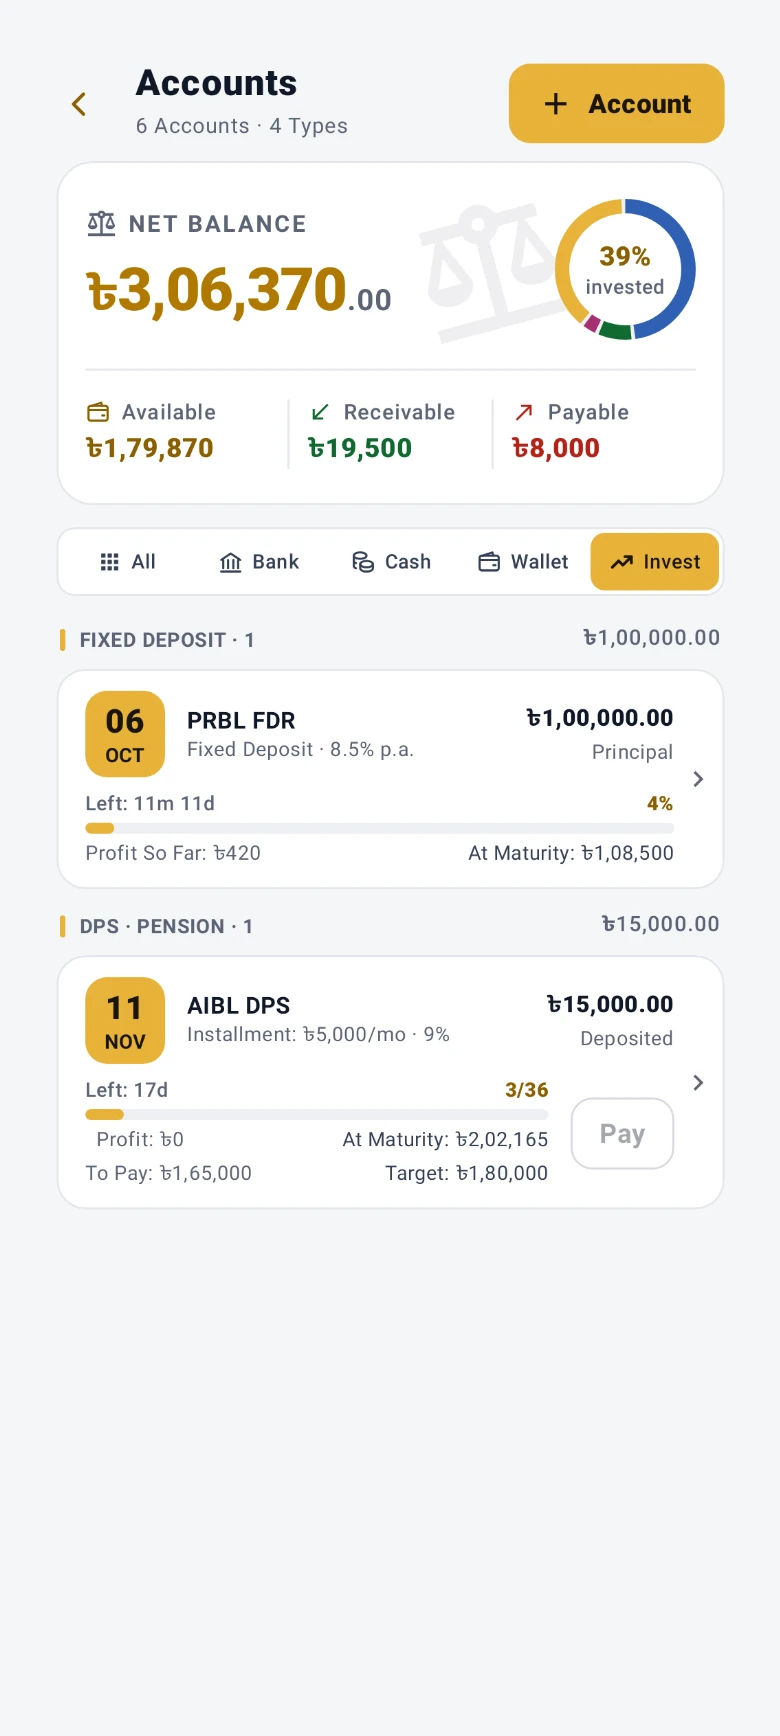 Accounts
6 Accounts · 4 Types
+ Account
NET BALANCE
৳3,06,370.00
39%
invested
Available
৳1,79,870
Receivable
৳19,500
Payable
৳8,000
All
Bank
Cash
Wallet
Invest
FIXED DEPOSIT · 1
৳1,00,000.00
06
OCT
PRBL FDR
Fixed Deposit · 8.5% p.a.
৳1,00,000.00
Principal
Left: 11m 11d
4%
Profit So Far: ৳420
At Maturity: ৳1,08,500
DPS · PENSION · 1
৳15,000.00
11
NOV
AIBL DPS
Installment: ৳5,000/mo · 9%
৳15,000.00
Deposited
Left: 17d
3/36
Profit: ৳0
At Maturity: ৳2,02,165
To Pay: ৳1,65,000
Target: ৳1,80,000
Pay